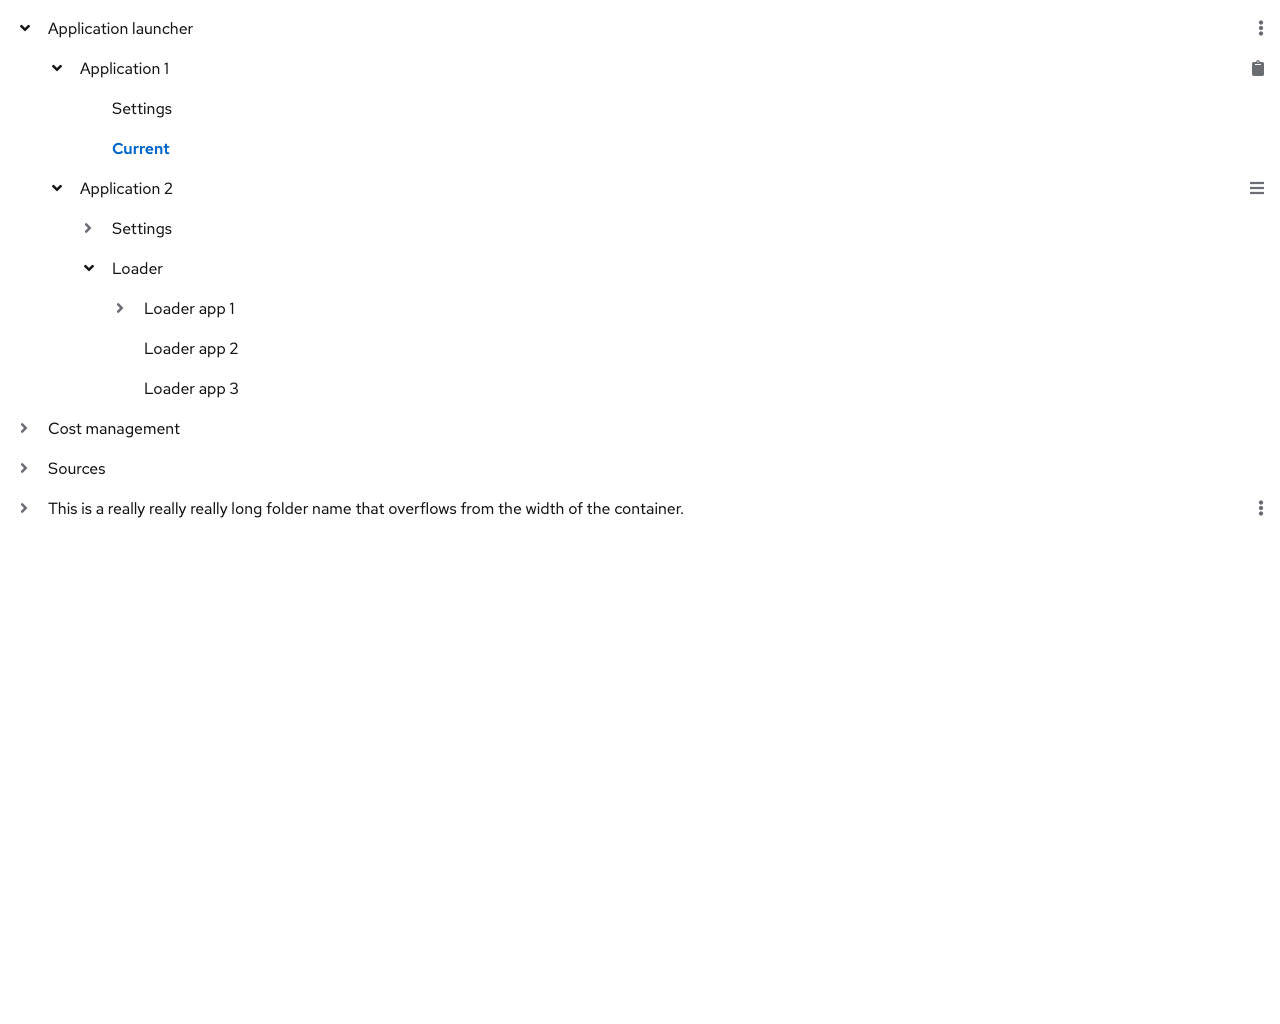 Application launcher
Application 1
Settings
Current
Application 2
Settings
Loader
Loader app 1
Loader app 2
Loader app 3
Cost management
Sources
This is a really really really long folder name that overflows from the width of the container.